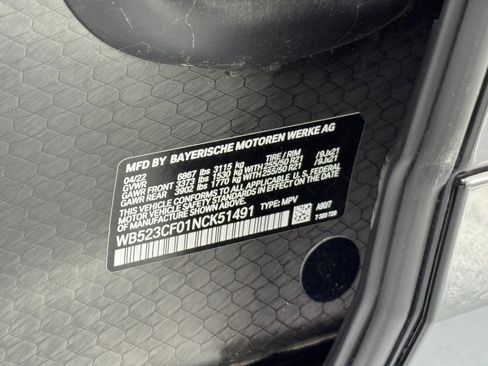 MFD BY BAYERISCHE MOTOREN WERKE AG
04/22
GVWR 6867 lbs 3115 kg TIRE / RIM
GAWR FRONT 3373 lbs 1530 kg WITH 255/50 R21 / 9Jx21
GAWR REAR 3902 lbs 1770 kg WITH 255/50 R21 / 9Jx21
THIS VEHICLE CONFORMS TO ALL APPLICABLE U.S. FEDERAL MOTOR
VEHICLE SAFETY STANDARDS IN EFFECT ON THE DATE OF
MANUFACTURE SHOWN ABOVE.
WB523CF01NCK51491 TYPE: MPV